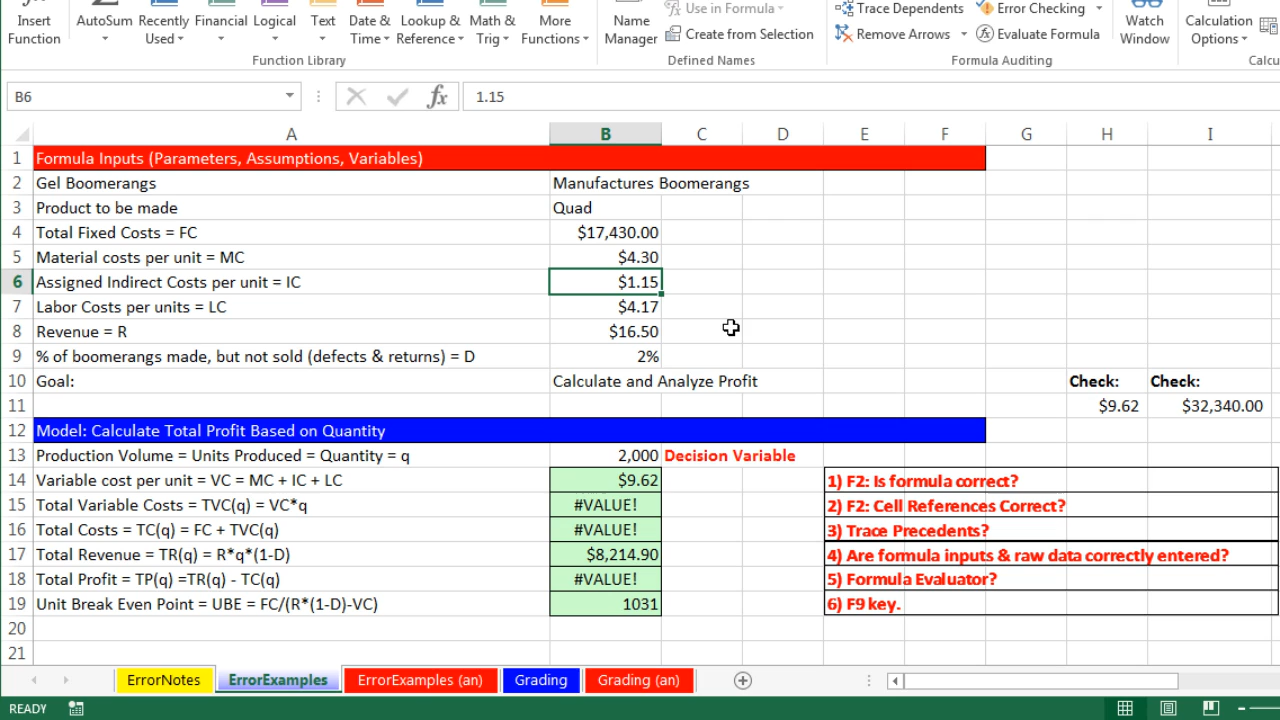 Insert Function
AutoSum
Recently Used
Financial
Logical
Text
Date & Time
Lookup & Reference
Math & Trig
More Functions
Function Library
Name Manager
Use in Formula
Create from Selection
Defined Names
Trace Dependents
Remove Arrows
Error Checking
Evaluate Formula
Formula Auditing
Watch Window
Calculation Options
Calcu
B6
fx
1.15
A B C D E F G H I
1 Formula Inputs (Parameters, Assumptions, Variables)
2 Gel Boomerangs Manufactures Boomerangs
3 Product to be made Quad
4 Total Fixed Costs = FC $17,430.00
5 Material costs per unit = MC $4.30
6 Assigned Indirect Costs per unit = IC $1.15
7 Labor Costs per units = LC $4.17
8 Revenue = R $16.50
9 % of boomerangs made, but not sold (defects & returns) = D 2%
10 Goal: Calculate and Analyze Profit Check: Check:
11 $9.62 $32,340.00
12 Model: Calculate Total Profit Based on Quantity
13 Production Volume = Units Produced = Quantity = q 2,000 Decision Variable
14 Variable cost per unit = VC = MC + IC + LC $9.62 1) F2: Is formula correct?
15 Total Variable Costs = TVC(q) = VC*q #VALUE! 2) F2: Cell References Correct?
16 Total Costs = TC(q) = FC + TVC(q) #VALUE! 3) Trace Precedents?
17 Total Revenue = TR(q) = R*q*(1-D) $8,214.90 4) Are formula inputs & raw data correctly entered?
18 Total Profit = TP(q) =TR(q) - TC(q) #VALUE! 5) Formula Evaluator?
19 Unit Break Even Point = UBE = FC/(R*(1-D)-VC) 1031 6) F9 key.
20
21
ErrorNotes ErrorExamples ErrorExamples (an) Grading Grading (an)
READY